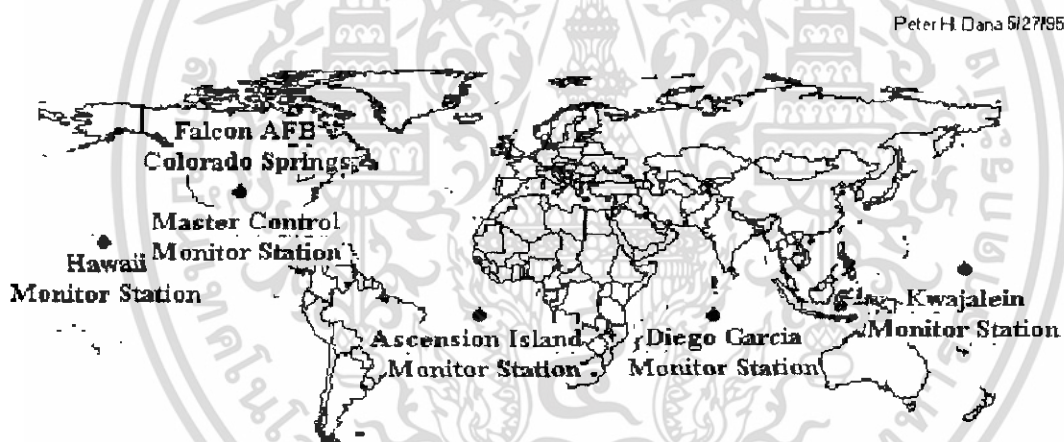 Peter H. Dana 5/27/95
Falcon AFB
Colorado Springs
Master Control
Monitor Station
Hawaii
Monitor Station
Ascension Island
Monitor Station
Diego Garcia
Monitor Station
Kwajalein
Monitor Station